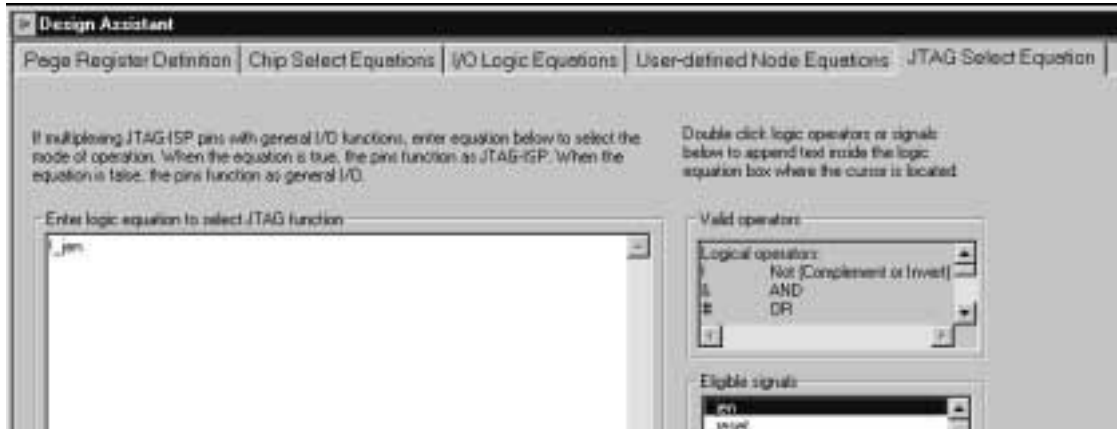 Design Assistant
Page Register Definition
Chip Select Equations
I/O Logic Equations
User-defined Node Equations
JTAG Select Equation
If multiplexing JTAG-ISP pins with general I/O functions, enter equation below to select the
mode of operation. When the equation is true, the pins function as JTAG-ISP. When the
equation is false, the pins function as general I/O.
Double click logic operators or signals
below to append text inside the logic
equation box where the cursor is located
Enter logic equation to select JTAG function
!_jen
Valid operators
Logical operators
! Not (Complement or Invert)
& AND
# OR
Eligible signals
_jen